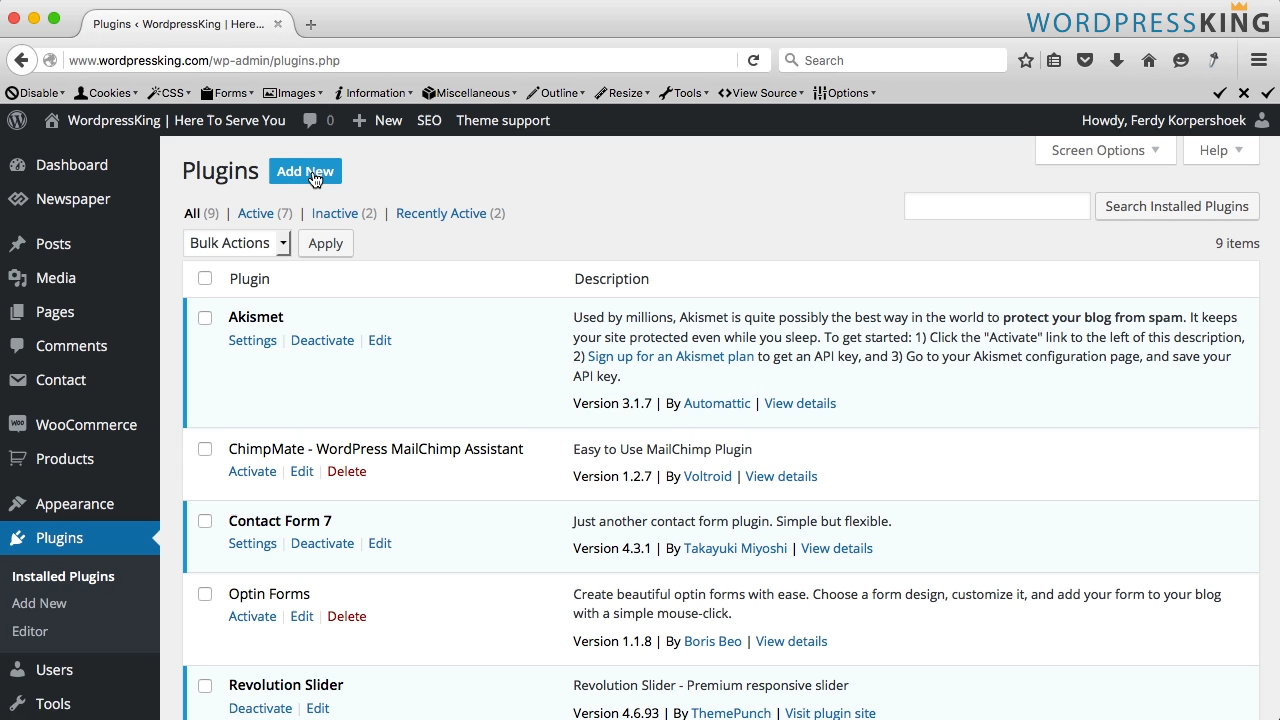 Plugins ‹ WordpressKing | Here...
WORDPRESSKING
www.wordpressking.com/wp-admin/plugins.php
Search
Disable Cookies CSS Forms Images Information Miscellaneous Outline Resize Tools View Source Options
WordpressKing | Here To Serve You 0 New SEO Theme support Howdy, Ferdy Korpershoek
Screen Options Help
Dashboard
Newspaper
Posts
Media
Pages
Comments
Contact
WooCommerce
Products
Appearance
Plugins
Installed Plugins
Add New
Editor
Users
Tools
Plugins Add New
All (9) | Active (7) | Inactive (2) | Recently Active (2)
Search Installed Plugins
Bulk Actions Apply
9 items
Plugin Description
Akismet
Settings | Deactivate | Edit
Used by millions, Akismet is quite possibly the best way in the world to protect your blog from spam. It keeps
your site protected even while you sleep. To get started: 1) Click the "Activate" link to the left of this description,
2) Sign up for an Akismet plan to get an API key, and 3) Go to your Akismet configuration page, and save your
API key.
Version 3.1.7 | By Automattic | View details
ChimpMate - WordPress MailChimp Assistant
Activate | Edit | Delete
Easy to Use MailChimp Plugin
Version 1.2.7 | By Voltroid | View details
Contact Form 7
Settings | Deactivate | Edit
Just another contact form plugin. Simple but flexible.
Version 4.3.1 | By Takayuki Miyoshi | View details
Optin Forms
Activate | Edit | Delete
Create beautiful optin forms with ease. Choose a form design, customize it, and add your form to your blog
with a simple mouse-click.
Version 1.1.8 | By Boris Beo | View details
Revolution Slider
Deactivate | Edit
Revolution Slider - Premium responsive slider
Version 4.6.93 | By ThemePunch | Visit plugin site